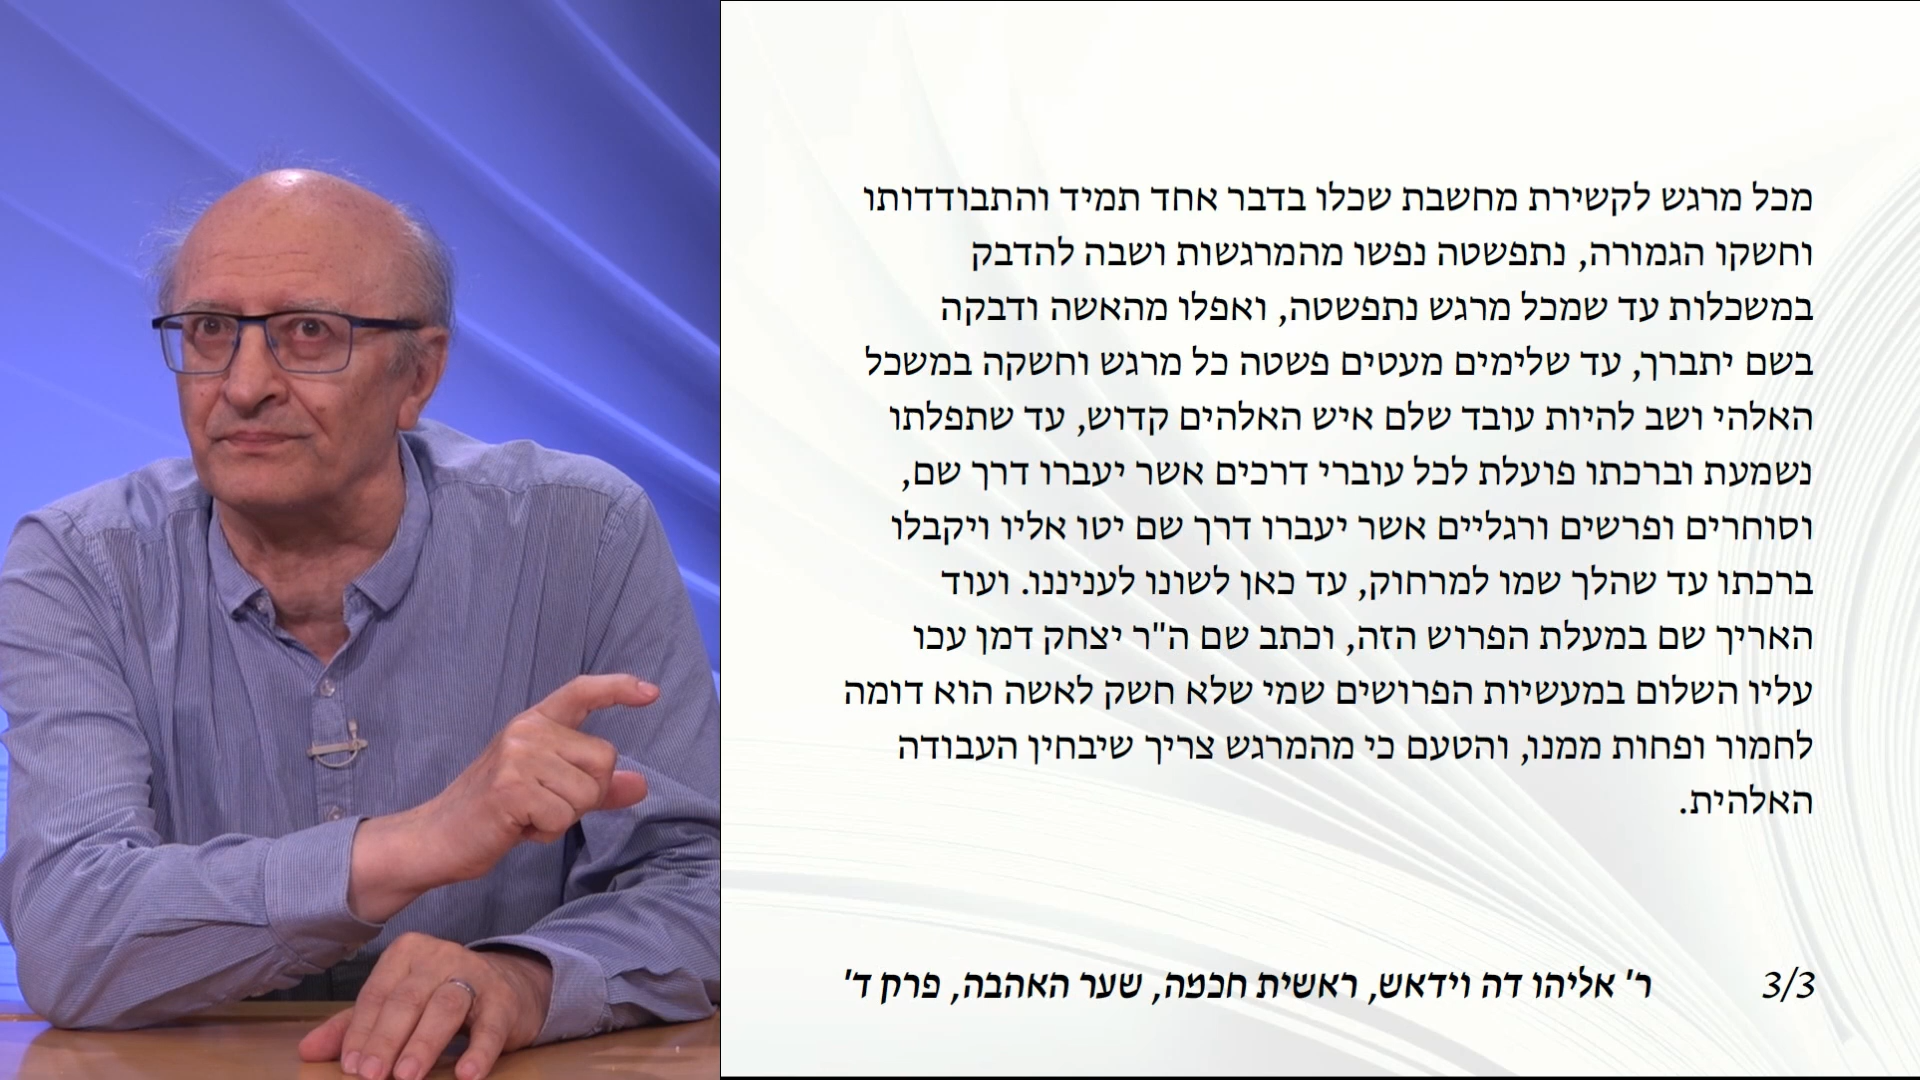 מכל מרגש לקשירת מחשבת שכלו בדבר אחד תמיד והתבודדותו
וחשקו הגמורה, נתפשטה נפשו מהמרגשות ושבה להדבק
במשכלות עד שמכל מרגש נתפשטה, ואפלו מהאשה ודבקה
בשם יתברך, עד שלימים מעטים פשטה כל מרגש וחשקה במשכל
האלהי ושב להיות עובד שלם איש האלהים קדוש, עד שתפלתו
נשמעת וברכתו פועלת לכל עוברי דרכים אשר יעברו דרך שם,
וסוחרים ופרשים ורגליים אשר יעברו דרך שם יטו אליו ויקבלו
ברכתו עד שהלך שמו למרחוק, עד כאן לשונו לעניננו. ועוד
האריך שם במעלת הפרוש הזה, וכתב שם ה"ר יצחק דמן עכו
עליו השלום במעשיות הפרושים שמי שלא חשק לאשה הוא דומה
לחמור ופחות ממנו, והטעם כי מהמרגש צריך שיבחין העבודה
האלהית.
3/3 ר' אליהו דה וידאש, ראשית חכמה, שער האהבה, פרק ד'